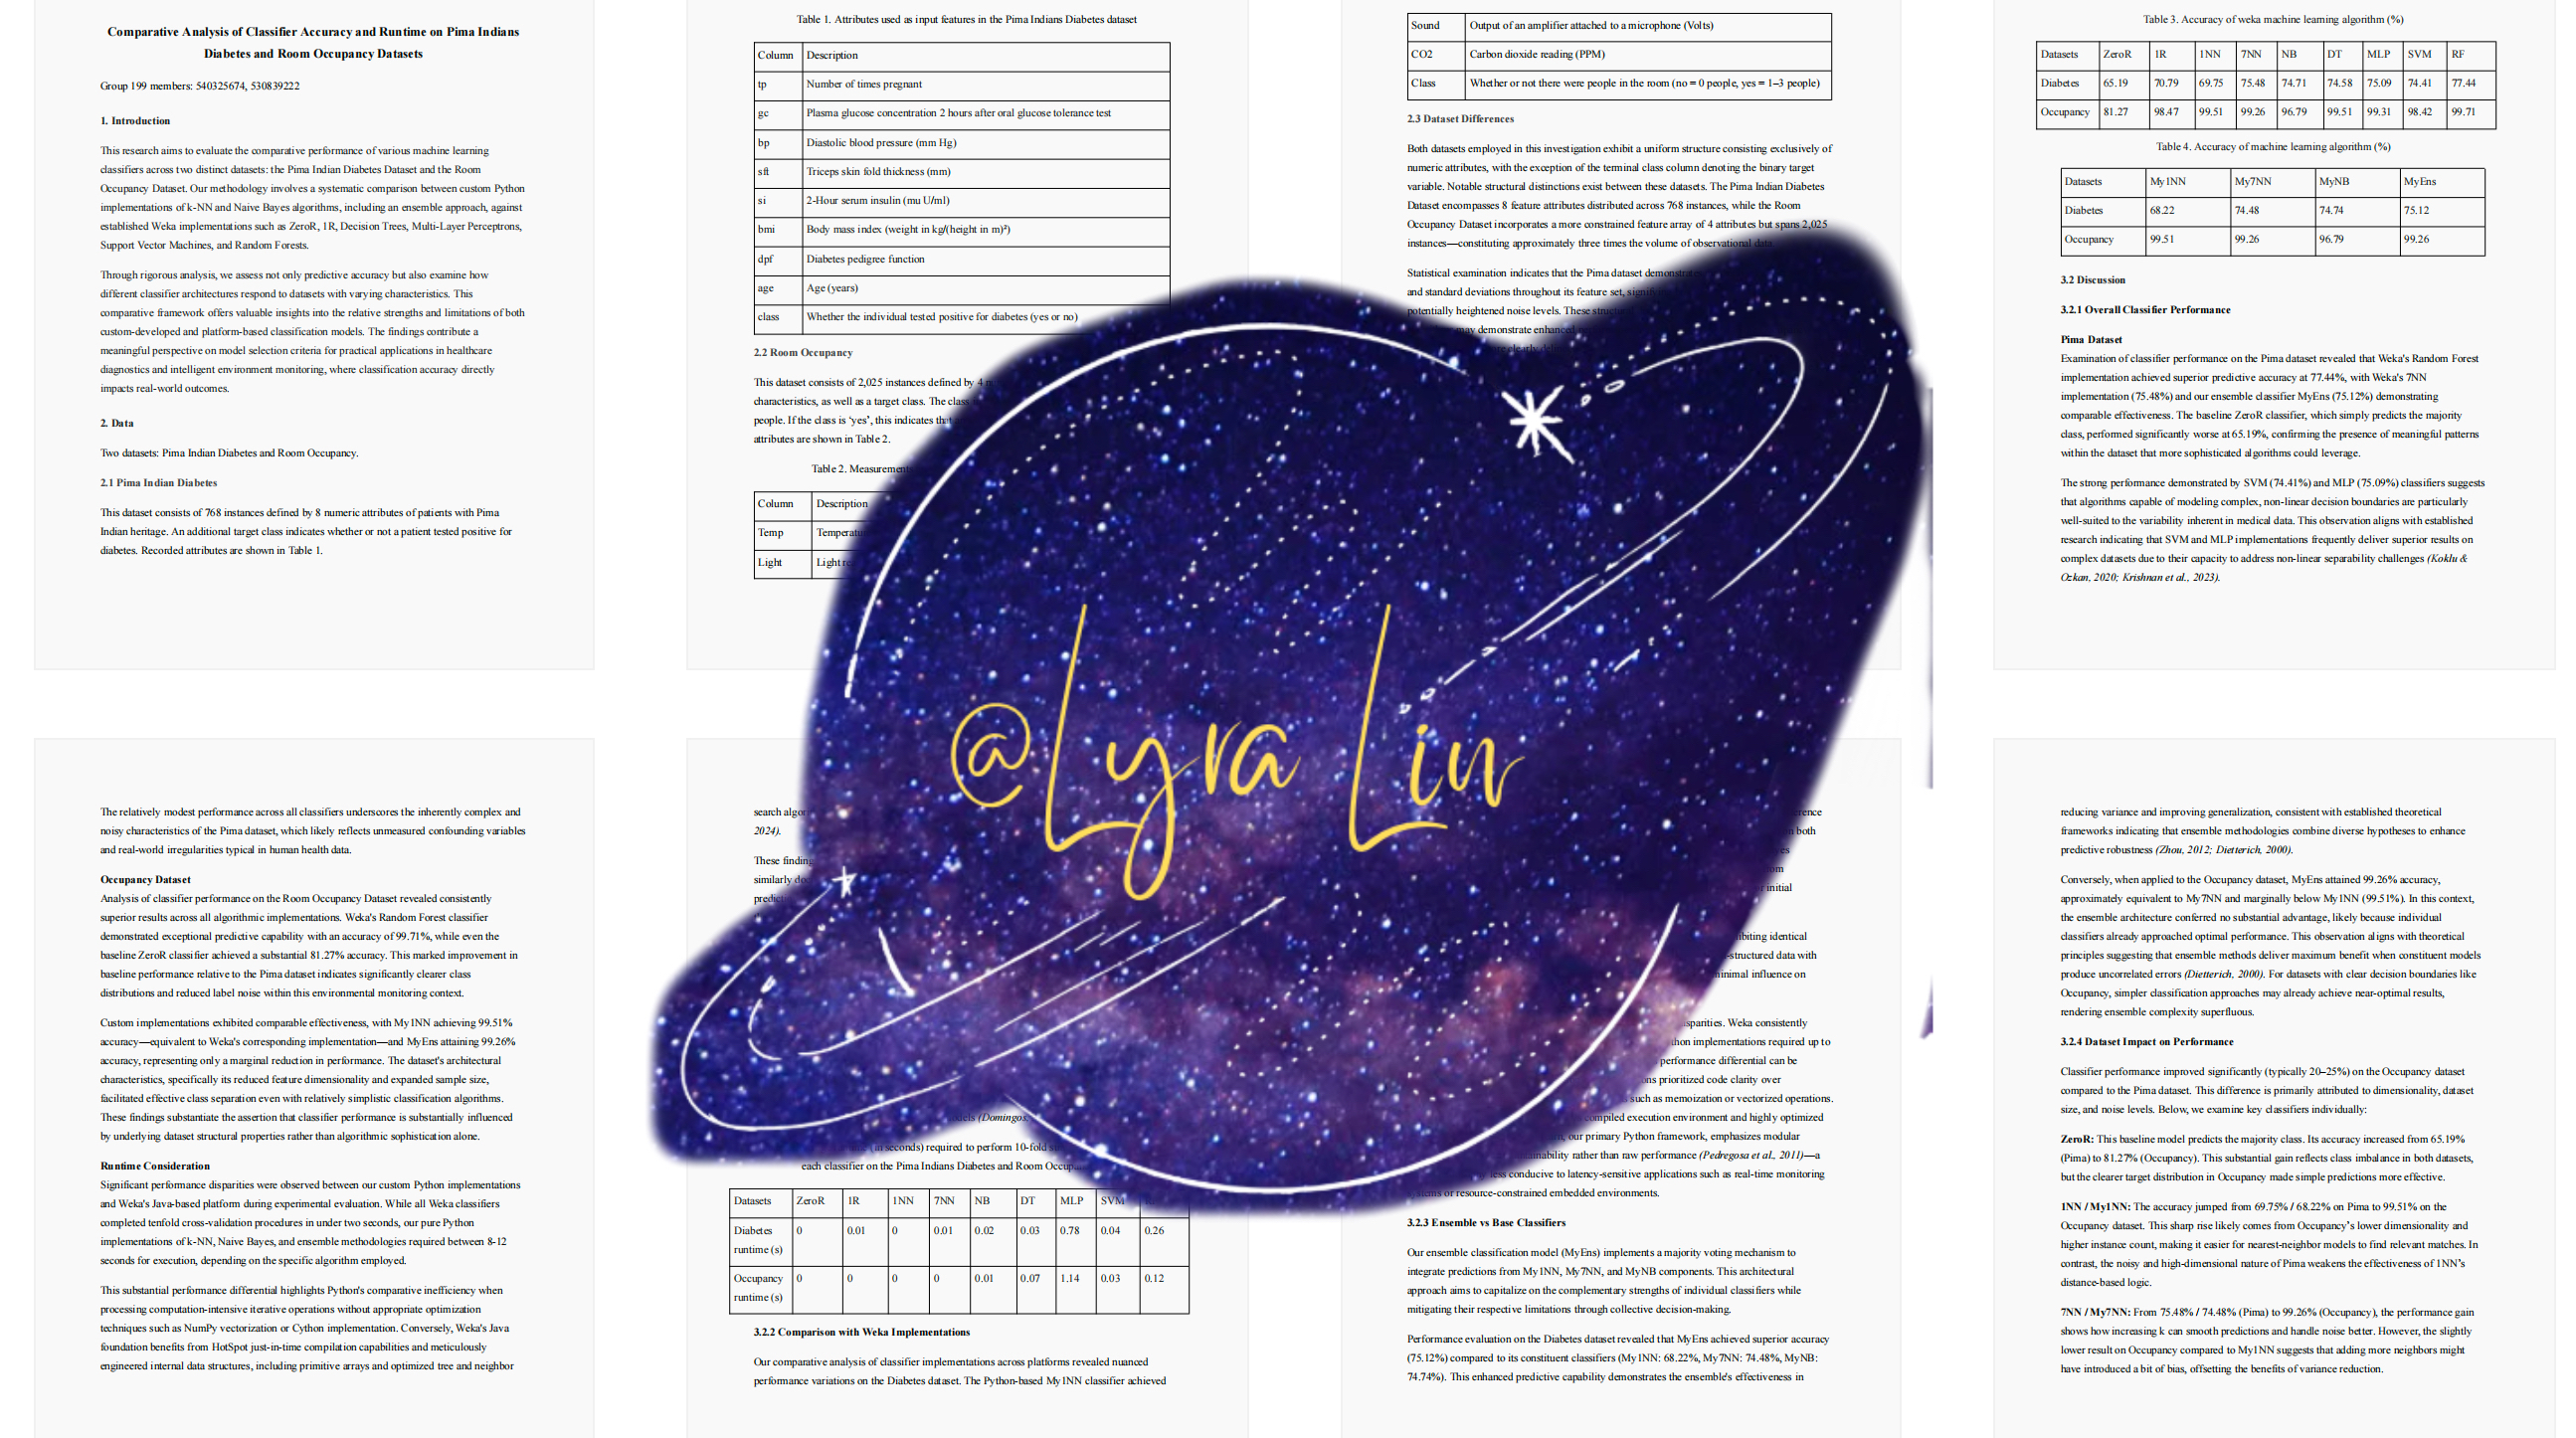 Comparative Analysis of Classifier Accuracy and Runtime on Pima Indians
Diabetes and Room Occupancy Datasets
Group 199 members: 540325674, 530839222
1. Introduction
This research aims to evaluate the comparative performance of various machine learning
classifiers across two distinct datasets: the Pima Indian Diabetes Dataset and the Room
Occupancy Dataset. Our methodology involves a systematic comparison between custom Python
implementations of k-NN and Naive Bayes algorithms, including an ensemble approach, against
established Weka implementations such as ZeroR, 1R, Decision Trees, Multi-Layer Perceptrons,
Support Vector Machines, and Random Forests.
Through rigorous analysis, we assess not only predictive accuracy but also examine how
different classifier architectures respond to datasets with varying characteristics. This
comparative framework offers valuable insights into the relative strengths and limitations of both
custom-developed and platform-based classification models. The findings contribute a
meaningful perspective on model selection criteria for practical applications in healthcare
diagnostics and intelligent environment monitoring, where classification accuracy directly
impacts real-world outcomes.
2. Data
Two datasets: Pima Indian Diabetes and Room Occupancy.
2.1 Pima Indian Diabetes
This dataset consists of 768 instances defined by 8 numeric attributes of patients with Pima
Indian heritage. An additional target class indicates whether or not a patient tested positive for
diabetes. Recorded attributes are shown in Table 1.
Table 1. Attributes used as input features in the Pima Indians Diabetes dataset
Column Description
tp Number of times pregnant
gc Plasma glucose concentration 2 hours after oral glucose tolerance test
bp Diastolic blood pressure (mm Hg)
sft Triceps skin fold thickness (mm)
si 2-Hour serum insulin (mu U/ml)
bmi Body mass index (weight in kg/(height in m)²)
dpf Diabetes pedigree function
age Age (years)
class Whether the individual tested positive for diabetes (yes or no)
2.2 Room Occupancy
This dataset consists of 2,025 instances defined by 4
characteristics, as well as a target class. The class
people. If the class is ‘yes’, this indicates that
attributes are shown in Table 2.
Table 2.
Column Description
Temp
Light Light
Sound Output of an amplifier attached to a microphone (Volts)
CO2 Carbon dioxide reading (PPM)
Class Whether or not there were people in the room (no = 0 people, yes = 1–3 people)
2.3 Dataset Differences
Both datasets employed in this investigation exhibit a uniform structure consisting exclusively of
numeric attributes, with the exception of the terminal class column denoting the binary target
variable. Notable structural distinctions exist between these datasets. The Pima Indian Diabetes
Dataset encompasses 8 feature attributes distributed across 768 instances, while the Room
Occupancy Dataset incorporates a more constrained feature array of 4 attributes but spans 2,025
instances—constituting approximately three times the volume of observational data.
Statistical examination indicates that the Pima dataset
and standard deviations throughout its feature set,
potentially heightened noise levels. These
may demonstrate enhanced
Table 3. Accuracy of weka machine learning algorithm (%)
Datasets ZeroR 1R 1NN 7NN NB DT MLP SVM RF
Diabetes 65.19 70.79 69.75 75.48 74.71 74.58 75.09 74.41 77.44
Occupancy 81.27 98.47 99.51 99.26 96.79 99.51 99.31 98.42 99.71
Table 4. Accuracy of machine learning algorithm (%)
Datasets My1NN My7NN MyNB MyEns
Diabetes 68.22 74.48 74.74 75.12
Occupancy 99.51 99.26 96.79 99.26
3.2 Discussion
3.2.1 Overall Classifier Performance
Pima Dataset
Examination of classifier performance on the Pima dataset revealed that Weka's Random Forest
implementation achieved superior predictive accuracy at 77.44%, with Weka's 7NN
implementation (75.48%) and our ensemble classifier MyEns (75.12%) demonstrating
comparable effectiveness. The baseline ZeroR classifier, which simply predicts the majority
class, performed significantly worse at 65.19%, confirming the presence of meaningful patterns
within the dataset that more sophisticated algorithms could leverage.
The strong performance demonstrated by SVM (74.41%) and MLP (75.09%) classifiers suggests
that algorithms capable of modeling complex, non-linear decision boundaries are particularly
well-suited to the variability inherent in medical data. This observation aligns with established
research indicating that SVM and MLP implementations frequently deliver superior results on
complex datasets due to their capacity to address non-linear separability challenges (Koklu &
Ozkan, 2020; Krishnan et al., 2023).
@Lyra Lin
The relatively modest performance across all classifiers underscores the inherently complex and
noisy characteristics of the Pima dataset, which likely reflects unmeasured confounding variables
and real-world irregularities typical in human health data.
Occupancy Dataset
Analysis of classifier performance on the Room Occupancy Dataset revealed consistently
superior results across all algorithmic implementations. Weka's Random Forest classifier
demonstrated exceptional predictive capability with an accuracy of 99.71%, while even the
baseline ZeroR classifier achieved a substantial 81.27% accuracy. This marked improvement in
baseline performance relative to the Pima dataset indicates significantly clearer class
distributions and reduced label noise within this environmental monitoring context.
Custom implementations exhibited comparable effectiveness, with My1NN achieving 99.51%
accuracy—equivalent to Weka's corresponding implementation—and MyEns attaining 99.26%
accuracy, representing only a marginal reduction in performance. The dataset's architectural
characteristics, specifically its reduced feature dimensionality and expanded sample size,
facilitated effective class separation even with relatively simplistic classification algorithms.
These findings substantiate the assertion that classifier performance is substantially influenced
by underlying dataset structural properties rather than algorithmic sophistication alone.
Runtime Consideration
Significant performance disparities were observed between our custom Python implementations
and Weka's Java-based platform during experimental evaluation. While all Weka classifiers
completed tenfold cross-validation procedures in under two seconds, our pure Python
implementations of k-NN, Naive Bayes, and ensemble methodologies required between 8-12
seconds for execution, depending on the specific algorithm employed.
This substantial performance differential highlights Python's comparative inefficiency when
processing computation-intensive iterative operations without appropriate optimization
techniques such as NumPy vectorization or Cython implementation. Conversely, Weka's Java
foundation benefits from HotSpot just-in-time compilation capabilities and meticulously
engineered internal data structures, including primitive arrays and optimized tree and neighbor
search
2024).
These
similarly
(Domingos,
(in seconds) required to perform 10-fold
each classifier on the Pima Indians Diabetes and Room
Datasets ZeroR 1R 1NN 7NN NB DT MLP SVM
Diabetes 0 0.01 0 0.01 0.02 0.03 0.78 0.04 0.26
runtime (s)
Occupancy 0 0 0 0 0.01 0.07 1.14 0.03 0.12
runtime (s)
3.2.2 Comparison with Weka Implementations
Our comparative analysis of classifier implementations across platforms revealed nuanced
performance variations on the Diabetes dataset. The Python-based My1NN classifier achieved
both
initial
identical
-structured data with
minimal influence on
Weka consistently
implementations required up to
performance differential can be
prioritized code clarity over
such as memoization or vectorized operations.
compiled execution environment and highly optimized
our primary Python framework, emphasizes modular
rather than raw performance (Pedregosa et al., 2011)—a
less conducive to latency-sensitive applications such as real-time monitoring
systems or resource-constrained embedded environments.
3.2.3 Ensemble vs Base Classifiers
Our ensemble classification model (MyEns) implements a majority voting mechanism to
integrate predictions from My1NN, My7NN, and MyNB components. This architectural
approach aims to capitalize on the complementary strengths of individual classifiers while
mitigating their respective limitations through collective decision-making.
Performance evaluation on the Diabetes dataset revealed that MyEns achieved superior accuracy
(75.12%) compared to its constituent classifiers (My1NN: 68.22%, My7NN: 74.48%, MyNB:
74.74%). This enhanced predictive capability demonstrates the ensemble's effectiveness in
reducing variance and improving generalization, consistent with established theoretical
frameworks indicating that ensemble methodologies combine diverse hypotheses to enhance
predictive robustness (Zhou, 2012; Dietterich, 2000).
Conversely, when applied to the Occupancy dataset, MyEns attained 99.26% accuracy,
approximately equivalent to My7NN and marginally below My1NN (99.51%). In this context,
the ensemble architecture conferred no substantial advantage, likely because individual
classifiers already approached optimal performance. This observation aligns with theoretical
principles suggesting that ensemble methods deliver maximum benefit when constituent models
produce uncorrelated errors (Dietterich, 2000). For datasets with clear decision boundaries like
Occupancy, simpler classification approaches may already achieve near-optimal results,
rendering ensemble complexity superfluous.
3.2.4 Dataset Impact on Performance
Classifier performance improved significantly (typically 20–25%) on the Occupancy dataset
compared to the Pima dataset. This difference is primarily attributed to dimensionality, dataset
size, and noise levels. Below, we examine key classifiers individually:
ZeroR: This baseline model predicts the majority class. Its accuracy increased from 65.19%
(Pima) to 81.27% (Occupancy). This substantial gain reflects class imbalance in both datasets,
but the clearer target distribution in Occupancy made simple predictions more effective.
1NN / My1NN: The accuracy jumped from 69.75% / 68.22% on Pima to 99.51% on the
Occupancy dataset. This sharp rise likely comes from Occupancy’s lower dimensionality and
higher instance count, making it easier for nearest-neighbor models to find relevant matches. In
contrast, the noisy and high-dimensional nature of Pima weakens the effectiveness of 1NN’s
distance-based logic.
7NN / My7NN: From 75.48% / 74.48% (Pima) to 99.26% (Occupancy), the performance gain
shows how increasing k can smooth predictions and handle noise better. However, the slightly
lower result on Occupancy compared to My1NN suggests that adding more neighbors might
have introduced a bit of bias, offsetting the benefits of variance reduction.